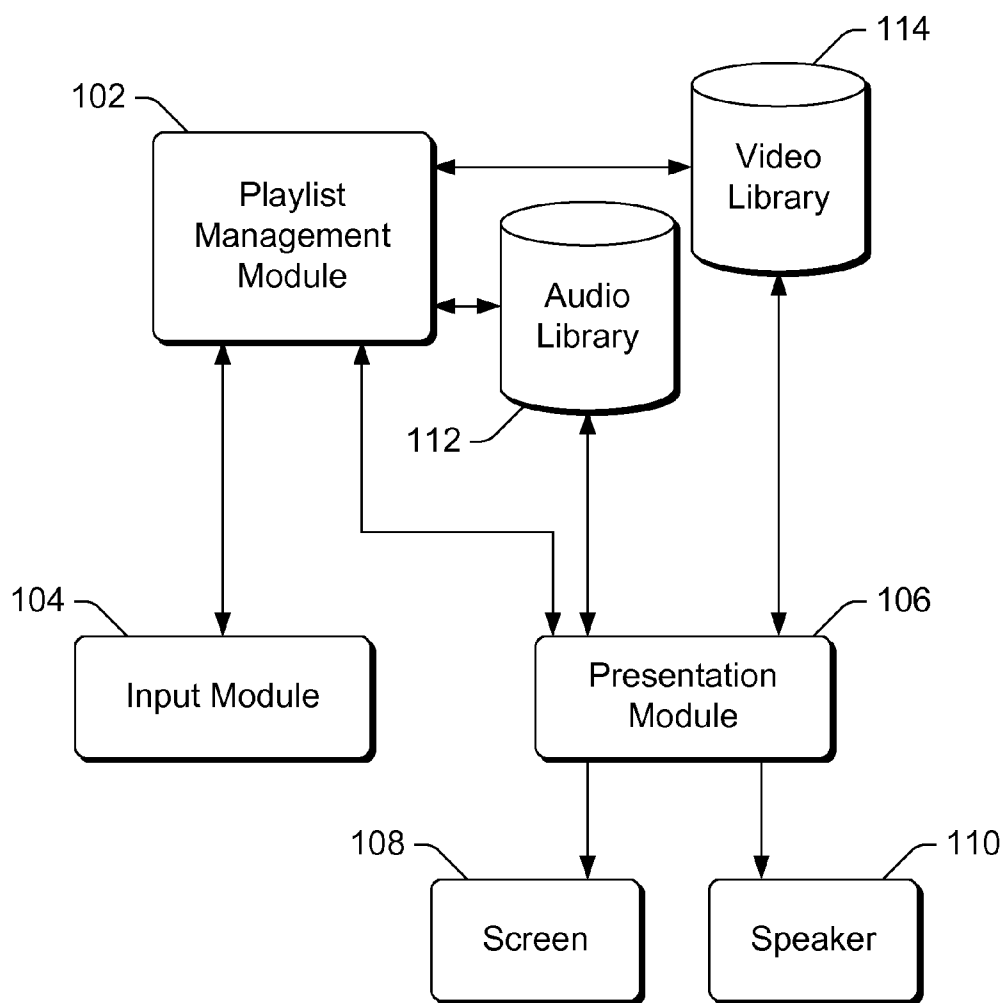 114
102
Playlist
Management
Module
Video
Library
Audio
Library
112
104
106
Input Module
Presentation
Module
108
110
Screen
Speaker